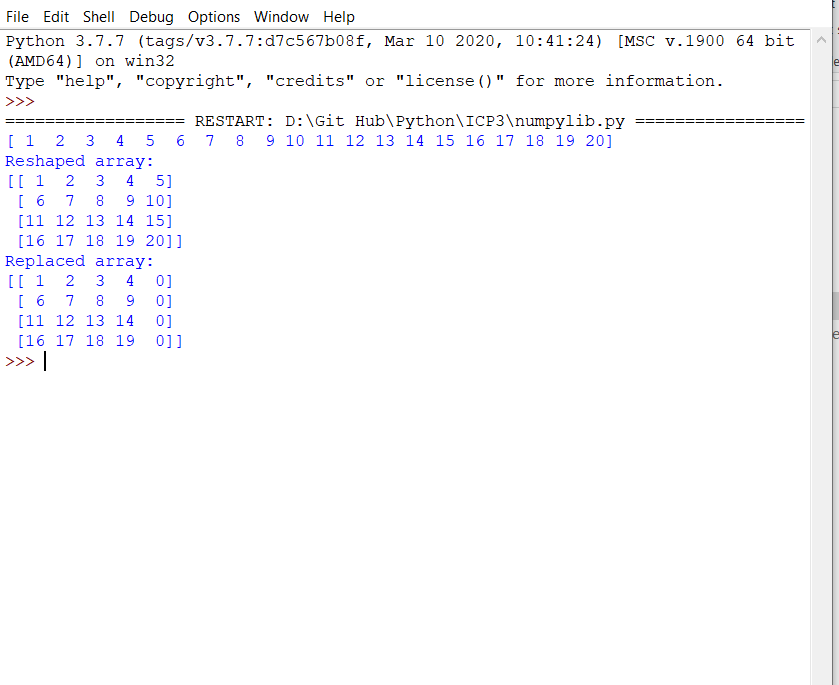 File Edit Shell Debug Options Window Help
Python 3.7.7 (tags/v3.7.7:d7c567b08f, Mar 10 2020, 10:41:24) [MSC v.1900 64 bit
(AMD64)] on win32
Type "help", "copyright", "credits" or "license()" for more information.
>>>
================== RESTART: D:\Git Hub\Python\ICP3\numpylib.py =================
[ 1  2  3  4  5  6  7  8  9 10 11 12 13 14 15 16 17 18 19 20]
Reshaped array:
[[ 1  2  3  4  5]
 [ 6  7  8  9 10]
 [11 12 13 14 15]
 [16 17 18 19 20]]
Replaced array:
[[ 1  2  3  4  0]
 [ 6  7  8  9  0]
 [11 12 13 14  0]
 [16 17 18 19  0]]
>>>